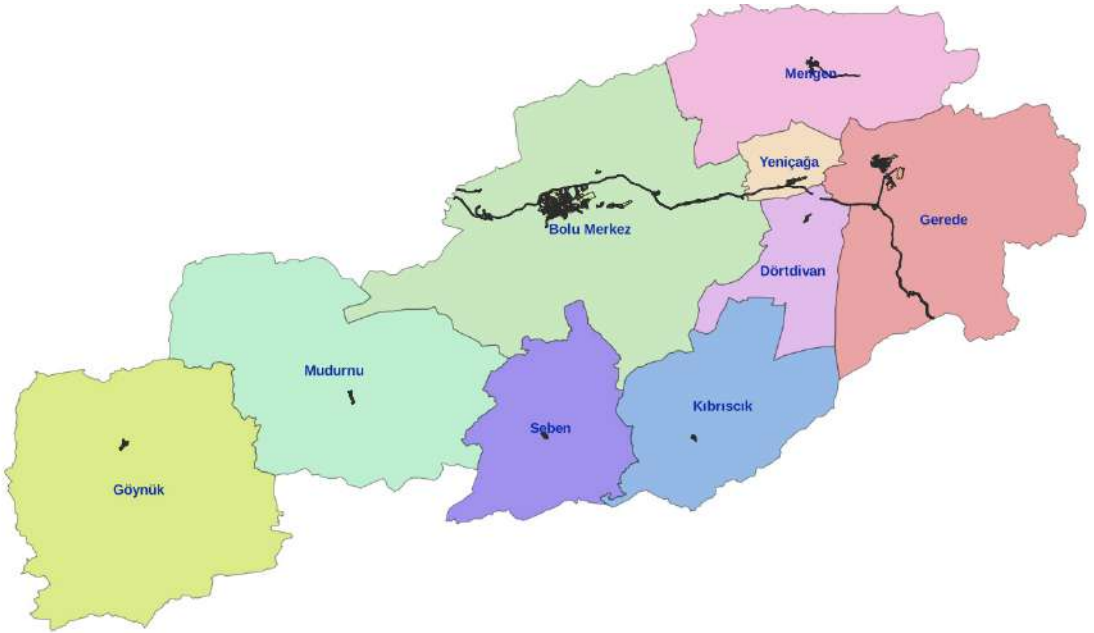 Mengen
Yeniçağa
Gerede
Bolu Merkez
Dörtdivan
Mudurnu
Kıbrıscık
Seben
Göynük